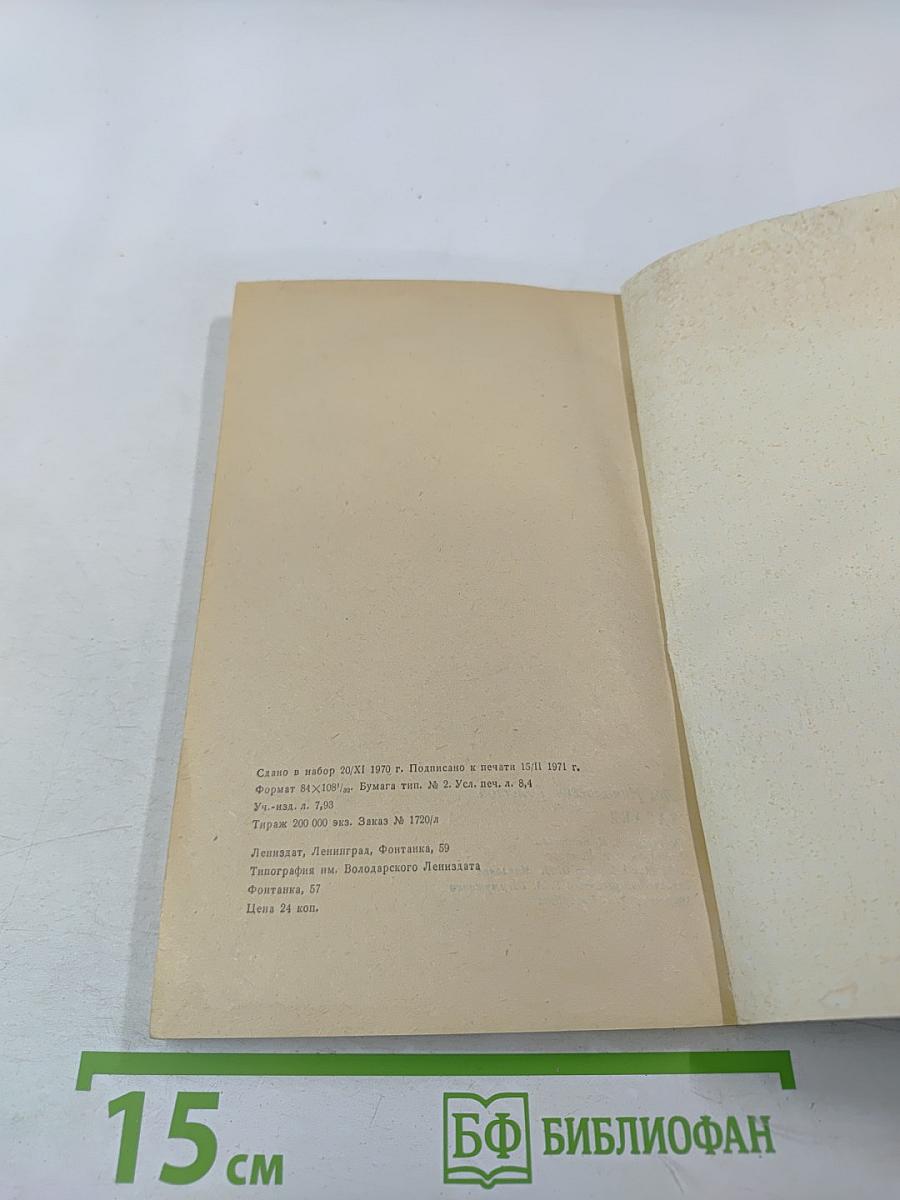 Сдано в набор 20/XI 1970 г. Подписано к печати 15/II 1971 г.
Формат 84×108¹/₃₂. Бумага тип. № 2. Усл. печ. л. 8,4
Уч.-изд. л. 7,93
Тираж 200 000 экз. Заказ № 1720/л
Лениздат, Ленинград, Фонтанка, 59
Типография им. Володарского Лениздата
Фонтанка, 57
Цена 24 коп.
15 см
БФ БИБЛИОФАН